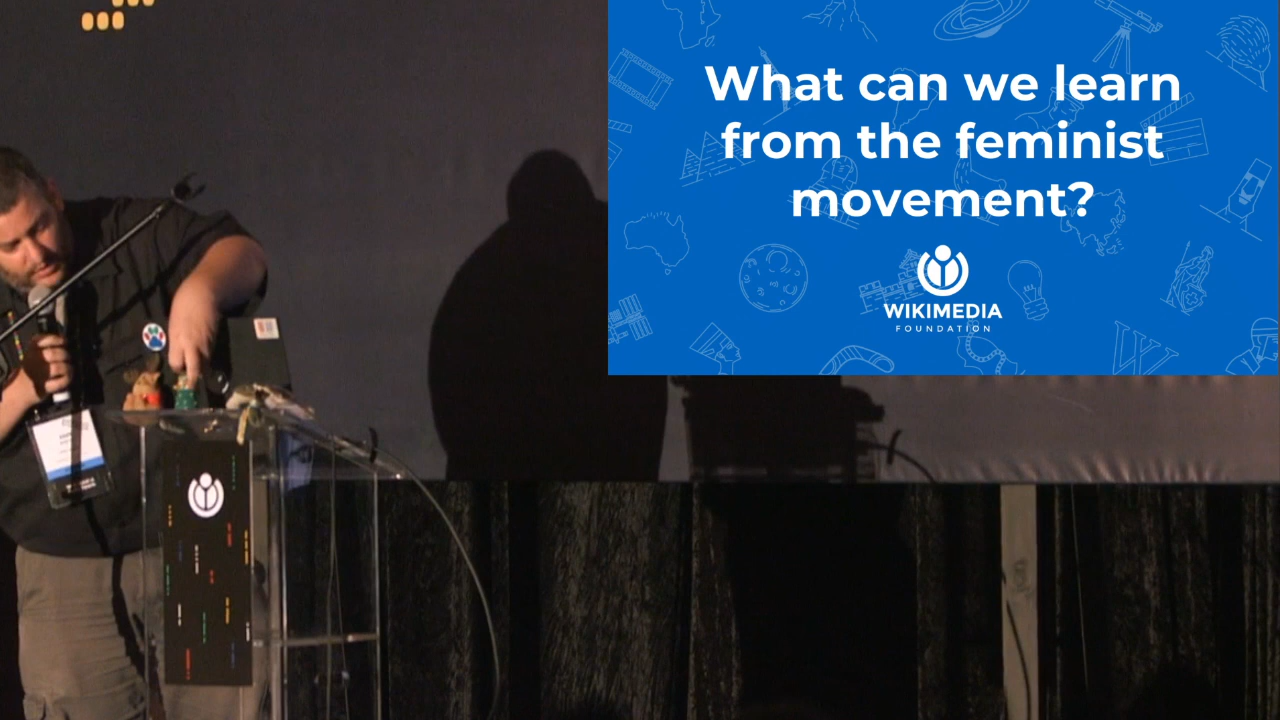 What can we learn
from the feminist
movement?
WIKIMEDIA
FOUNDATION
W